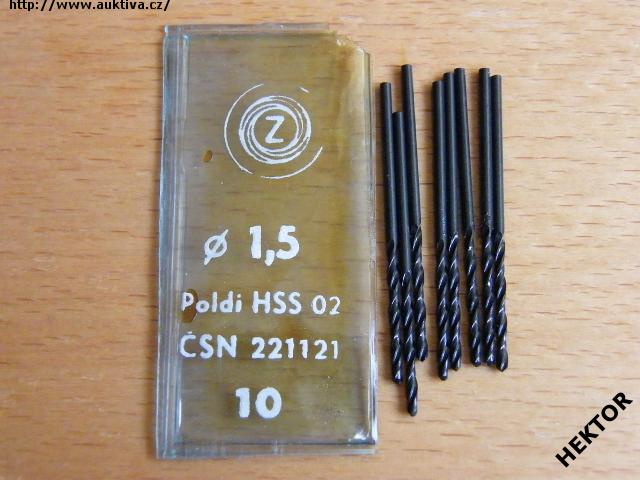 http://www.auktiva.cz/
Z
ø 1,5
Poldi HSS 02
ČSN 221121
10
HEKTOR